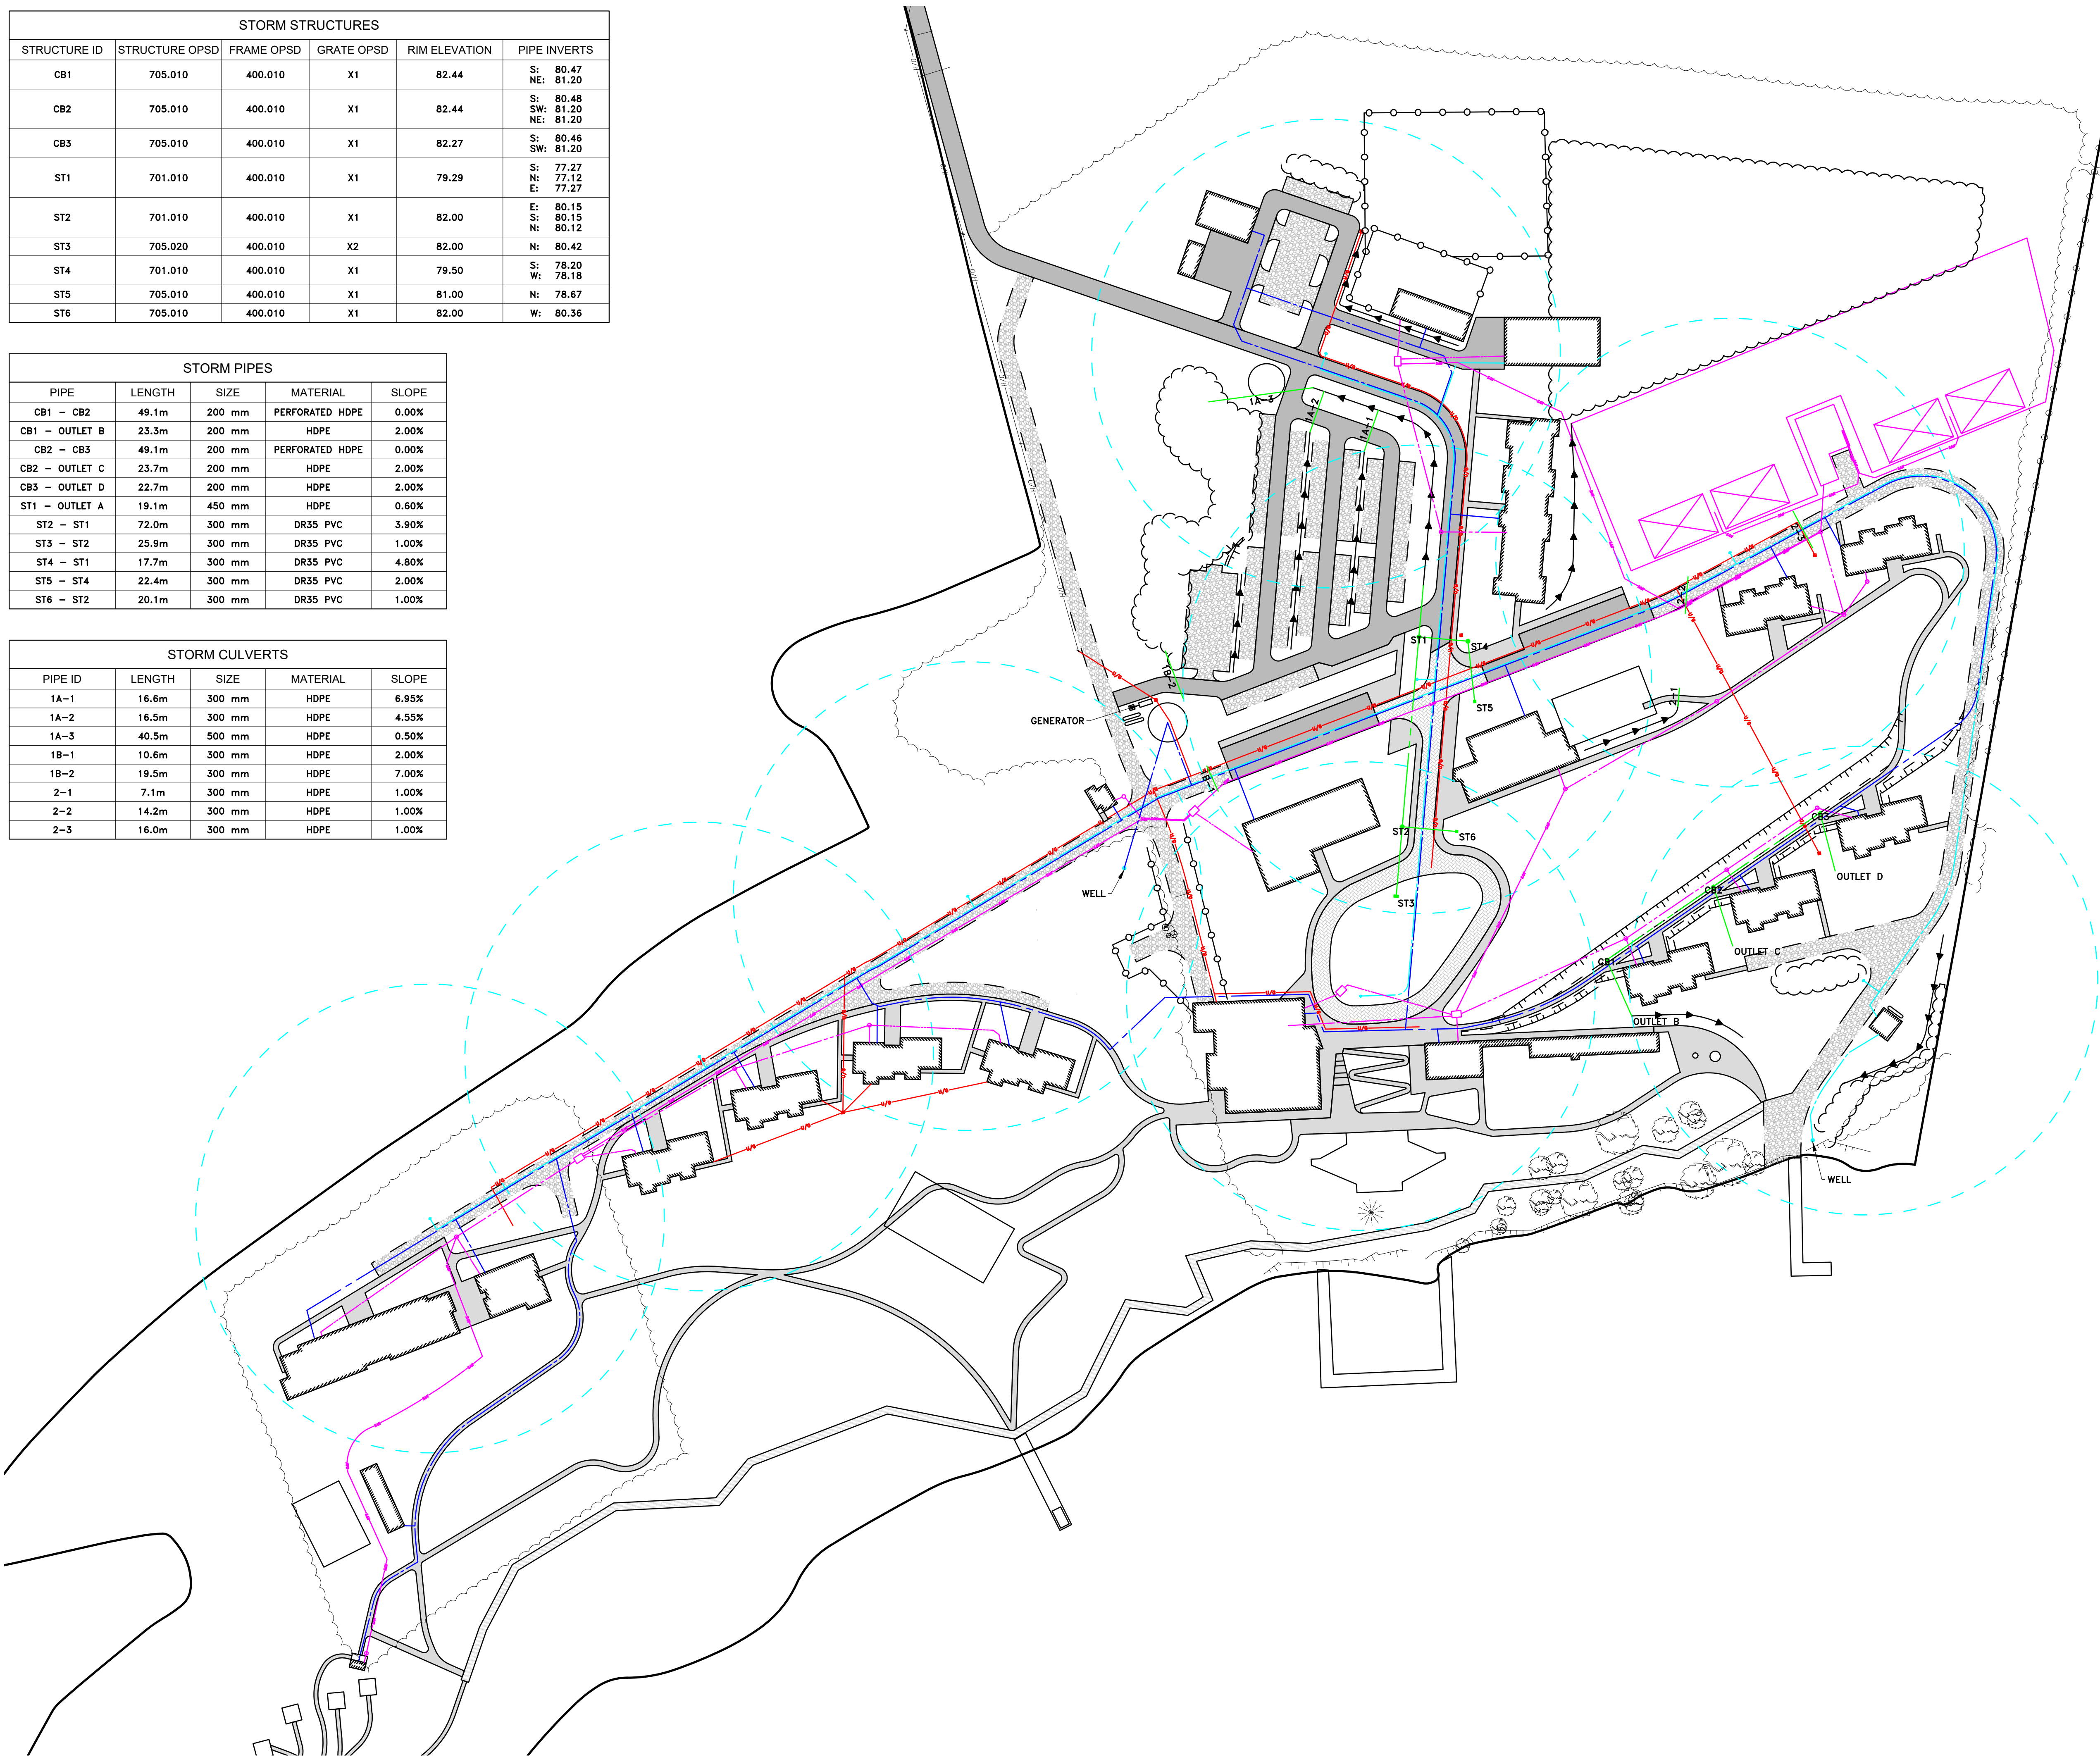 STORM STRUCTURES
STRUCTURE ID STRUCTURE OPSD FRAME OPSD GRATE OPSD RIM ELEVATION PIPE INVERTS
CB1 705.010 400.010 X1 82.44 S: 80.47
NE: 81.20
CB2 705.010 400.010 X1 82.44 S: 80.48
SW: 81.20
NE: 81.20
CB3 705.010 400.010 X1 82.27 S: 80.46
SW: 81.20
ST1 701.010 400.010 X1 79.29 S: 77.27
N: 77.12
E: 77.27
ST2 701.010 400.010 X1 82.00 E: 80.15
S: 80.15
N: 80.12
ST3 705.020 400.010 X2 82.00 N: 80.42
ST4 701.010 400.010 X1 79.50 S: 78.20
W: 78.18
ST5 705.010 400.010 X1 81.00 N: 78.67
ST6 705.010 400.010 X1 82.00 W: 80.36
STORM PIPES
PIPE LENGTH SIZE MATERIAL SLOPE
CB1 - CB2 49.1m 200 mm PERFORATED HDPE 0.00%
CB1 - OUTLET B 23.3m 200 mm HDPE 2.00%
CB2 - CB3 49.1m 200 mm PERFORATED HDPE 0.00%
CB2 - OUTLET C 23.7m 200 mm HDPE 2.00%
CB3 - OUTLET D 22.7m 200 mm HDPE 2.00%
ST1 - OUTLET A 19.1m 450 mm HDPE 0.60%
ST2 - ST1 72.0m 300 mm DR35 PVC 3.90%
ST3 - ST2 25.9m 300 mm DR35 PVC 1.00%
ST4 - ST1 17.7m 300 mm DR35 PVC 4.80%
ST5 - ST4 22.4m 300 mm DR35 PVC 2.00%
ST6 - ST2 20.1m 300 mm DR35 PVC 1.00%
STORM CULVERTS
PIPE ID LENGTH SIZE MATERIAL SLOPE
1A-1 16.6m 300 mm HDPE 6.95%
1A-2 16.5m 300 mm HDPE 4.55%
1A-3 40.5m 500 mm HDPE 0.50%
1B-1 10.6m 300 mm HDPE 2.00%
1B-2 19.5m 300 mm HDPE 7.00%
2-1 7.1m 300 mm HDPE 1.00%
2-2 14.2m 300 mm HDPE 1.00%
2-3 16.0m 300 mm HDPE 1.00%
1A-3
1A-2
1A-1
2-3
2-2
ST1
ST4
1B-2
2-1
ST5
GENERATOR
1B-1
CB3
ST2
ST6
OUTLET D
WELL
CB2
ST3
OUTLET C
CB1
OUTLET B
WELL